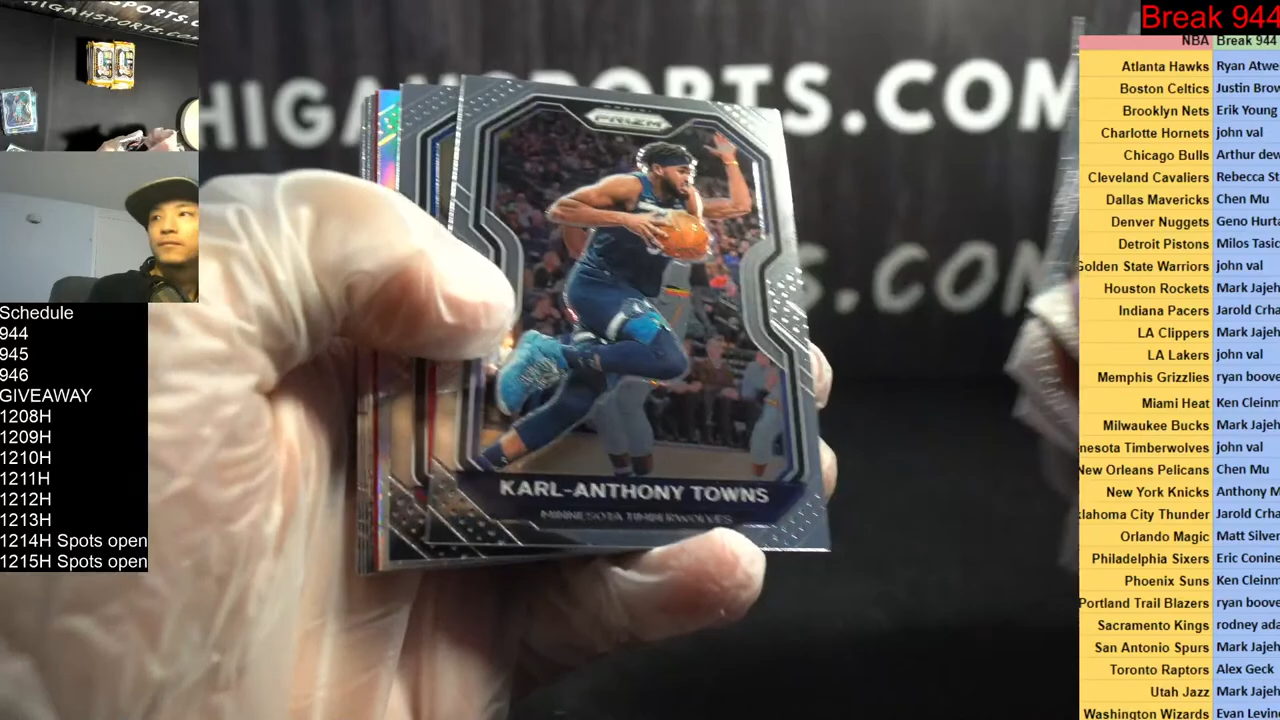 HIGAHSPORTS.COM
HIGA
RTS.COM
S.COM
PANINI
PRIZM
KARL-ANTHONY TOWNS
MINNESOTA TIMBERWOLVES
Schedule
944
945
946
GIVEAWAY
1208H
1209H
1210H
1211H
1212H
1213H
1214H Spots open
1215H Spots open
Break 944
NBA Break 944
Atlanta Hawks Ryan Atwe
Boston Celtics Justin Brow
Brooklyn Nets Erik Young
Charlotte Hornets john val
Chicago Bulls Arthur dew
Cleveland Cavaliers Rebecca St
Dallas Mavericks Chen Mu
Denver Nuggets Geno Hurta
Detroit Pistons Milos Tasic
Golden State Warriors john val
Houston Rockets Mark Jajeh
Indiana Pacers Jarold Crha
LA Clippers Mark Jajeh
LA Lakers john val
Memphis Grizzlies ryan boove
Miami Heat Ken Cleinm
Milwaukee Bucks Mark Jajeh
nesota Timberwolves john val
New Orleans Pelicans Chen Mu
New York Knicks Anthony M
klahoma City Thunder Jarold Crha
Orlando Magic Matt Silver
Philadelphia Sixers Eric Conine
Phoenix Suns Ken Cleinm
Portland Trail Blazers ryan boove
Sacramento Kings rodney ada
San Antonio Spurs Mark Jajeh
Toronto Raptors Alex Geck
Utah Jazz Mark Jajeh
Washington Wizards Evan Levin